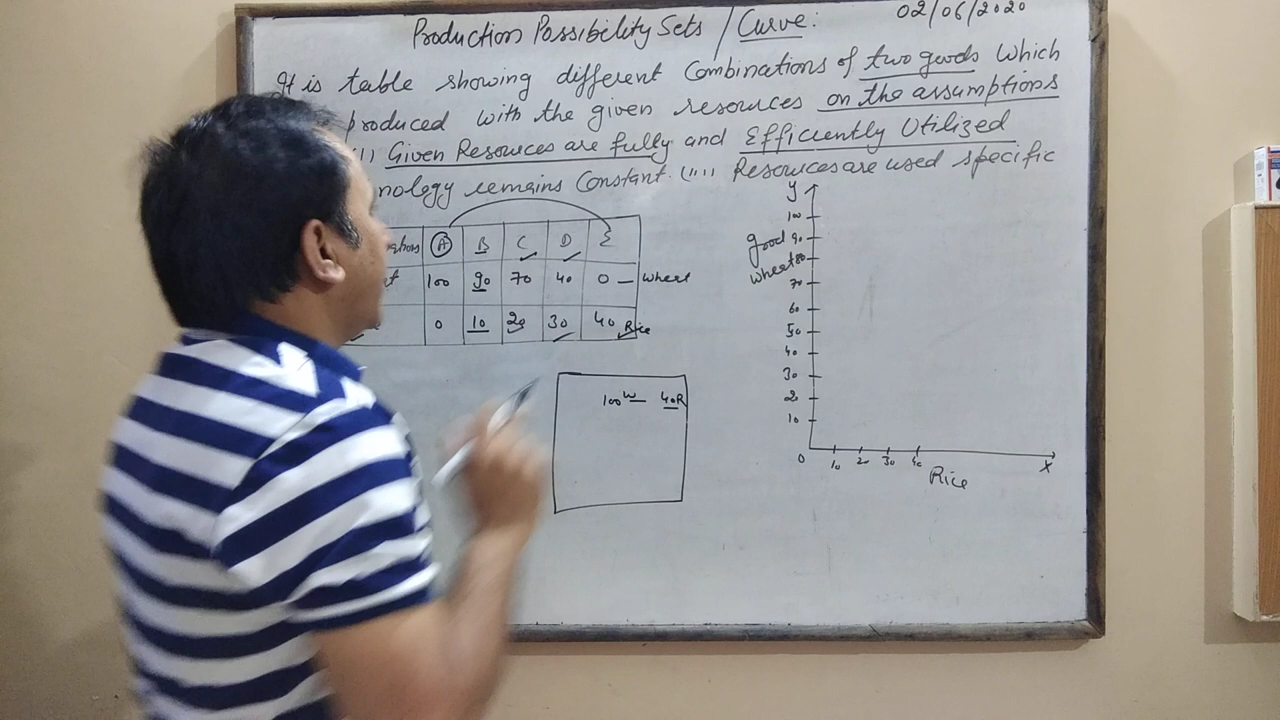 Production Possibility Sets / Curve: 02/06/2020
It is table showing different Combinations of two goods which
produced with the given resources on the assumptions
Given Resources are fully and Efficiently Utilized
nology remains Constant. (iii) Resources are used specific
A B C D E
100 90 70 40 0 - Wheat
0 10 20 30 40 Rice
100 W - 40R
y
100
good 90
wheat 80
70
60
50
40
30
20
10
0 10 20 30 40 X
Rice